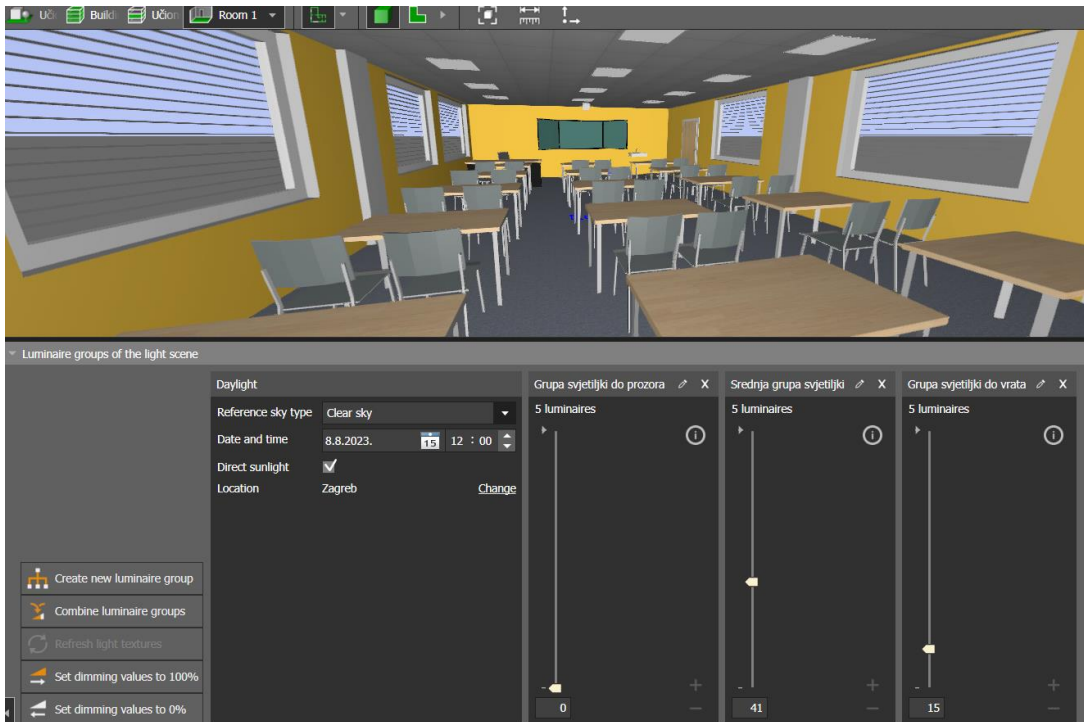 Uči Buildi Učion Room 1
Luminaire groups of the light scene
Daylight
Reference sky type Clear sky
Date and time 8.8.2023. 15 12 : 00
Direct sunlight
Location Zagreb Change
Create new luminaire group
Combine luminaire groups
Refresh light textures
Set dimming values to 100%
Set dimming values to 0%
Grupa svjetiljki do prozora X
5 luminaires
0
Srednja grupa svjetiljki X
5 luminaires
41
Grupa svjetiljki do vrata X
5 luminaires
15